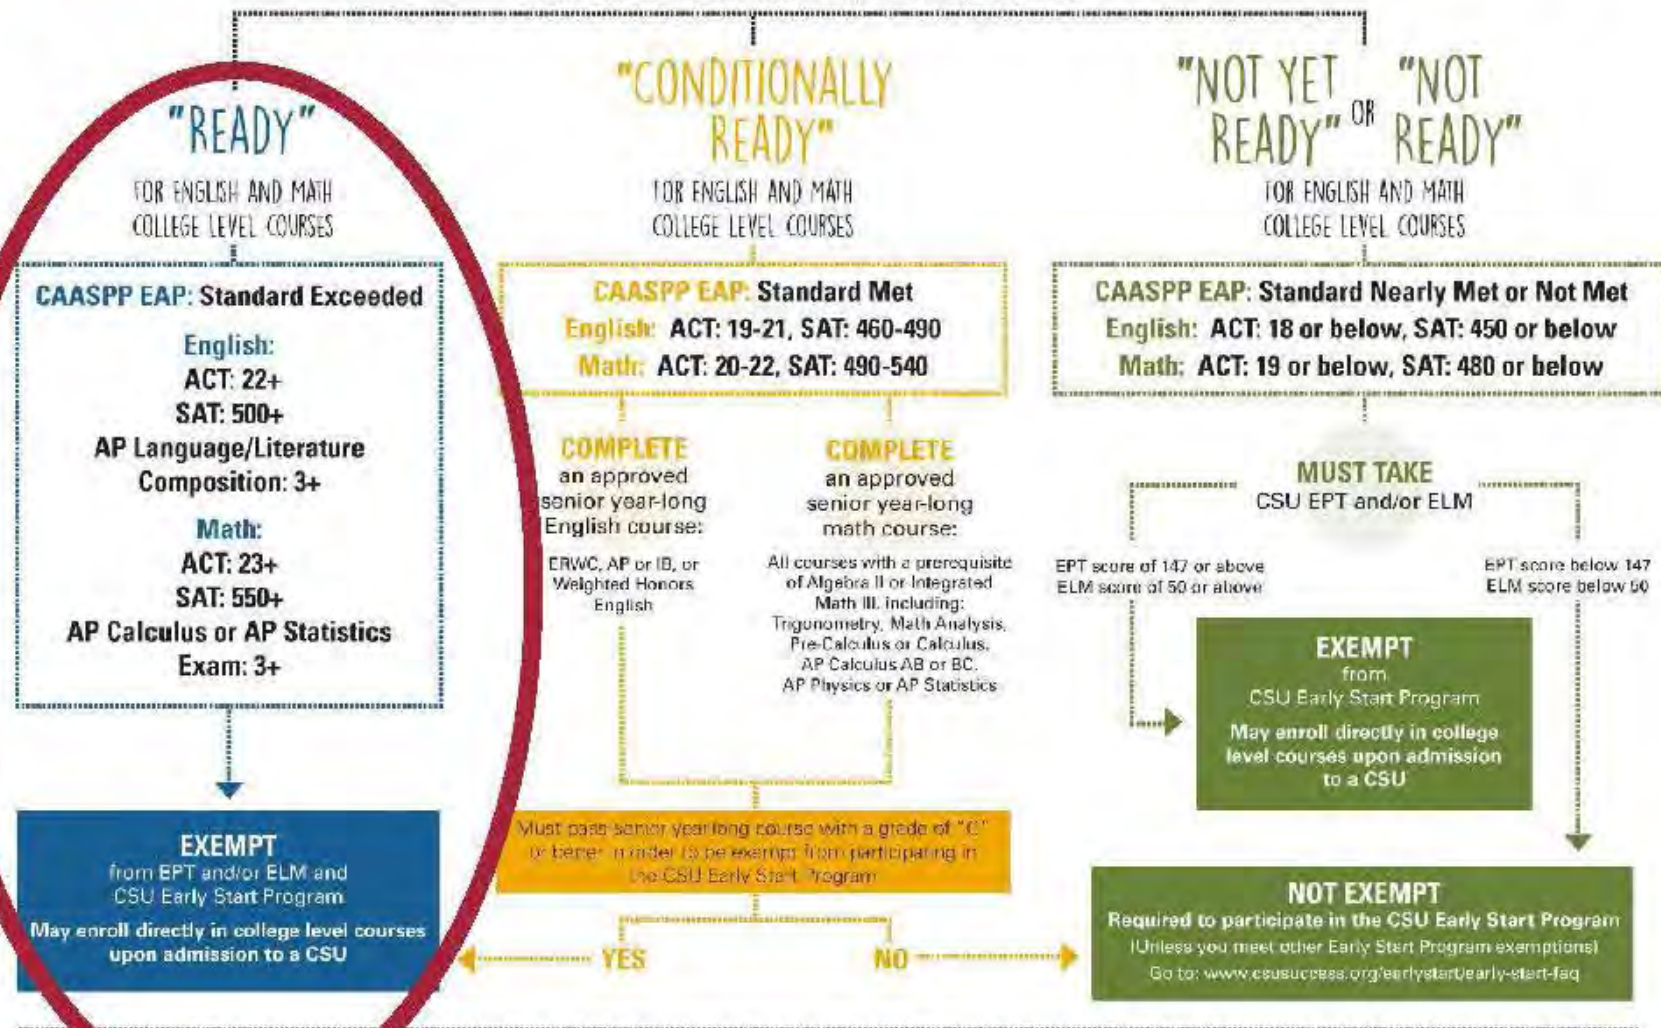 "READY"
FOR ENGLISH AND MATH
COLLEGE LEVEL COURSES
CAASPP EAP: Standard Exceeded
English:
ACT: 22+
SAT: 500+
AP Language/Literature
Composition: 3+
Math:
ACT: 23+
SAT: 550+
AP Calculus or AP Statistics
Exam: 3+
EXEMPT
from EPT and/or ELM and
CSU Early Start Program
May enroll directly in college level courses
upon admission to a CSU
"CONDITIONALLY
READY"
FOR ENGLISH AND MATH
COLLEGE LEVEL COURSES
CAASPP EAP: Standard Met
English: ACT: 19-21, SAT: 460-490
Math: ACT: 20-22, SAT: 490-540
COMPLETE
an approved
senior year-long
English course:
ERWC, AP or IB, or
Weighted Honors
English
COMPLETE
an approved
senior year-long
math course:
All courses with a prerequisite
of Algebra II or Integrated
Math III, including:
Trigonometry, Math Analysis,
Pre-Calculus or Calculus,
AP Calculus AB or BC,
AP Physics or AP Statistics
Must pass senior yearlong course with a grade of "C"
or better in order to be exempt from participating in
the CSU Early Start Program
YES
NO
"NOT YET
READY"
OR
"NOT
READY"
FOR ENGLISH AND MATH
COLLEGE LEVEL COURSES
CAASPP EAP: Standard Nearly Met or Not Met
English: ACT: 18 or below, SAT: 450 or below
Math: ACT: 19 or below, SAT: 480 or below
MUST TAKE
CSU EPT and/or ELM
EPT score of 147 or above
ELM score of 50 or above
EPT score below 147
ELM score below 50
EXEMPT
from
CSU Early Start Program
May enroll directly in college
level courses upon admission
to a CSU
NOT EXEMPT
Required to participate in the CSU Early Start Program
(Unless you meet other Early Start Program exemptions)
Go to: www.csusuccess.org/earlystart/early-start-faq